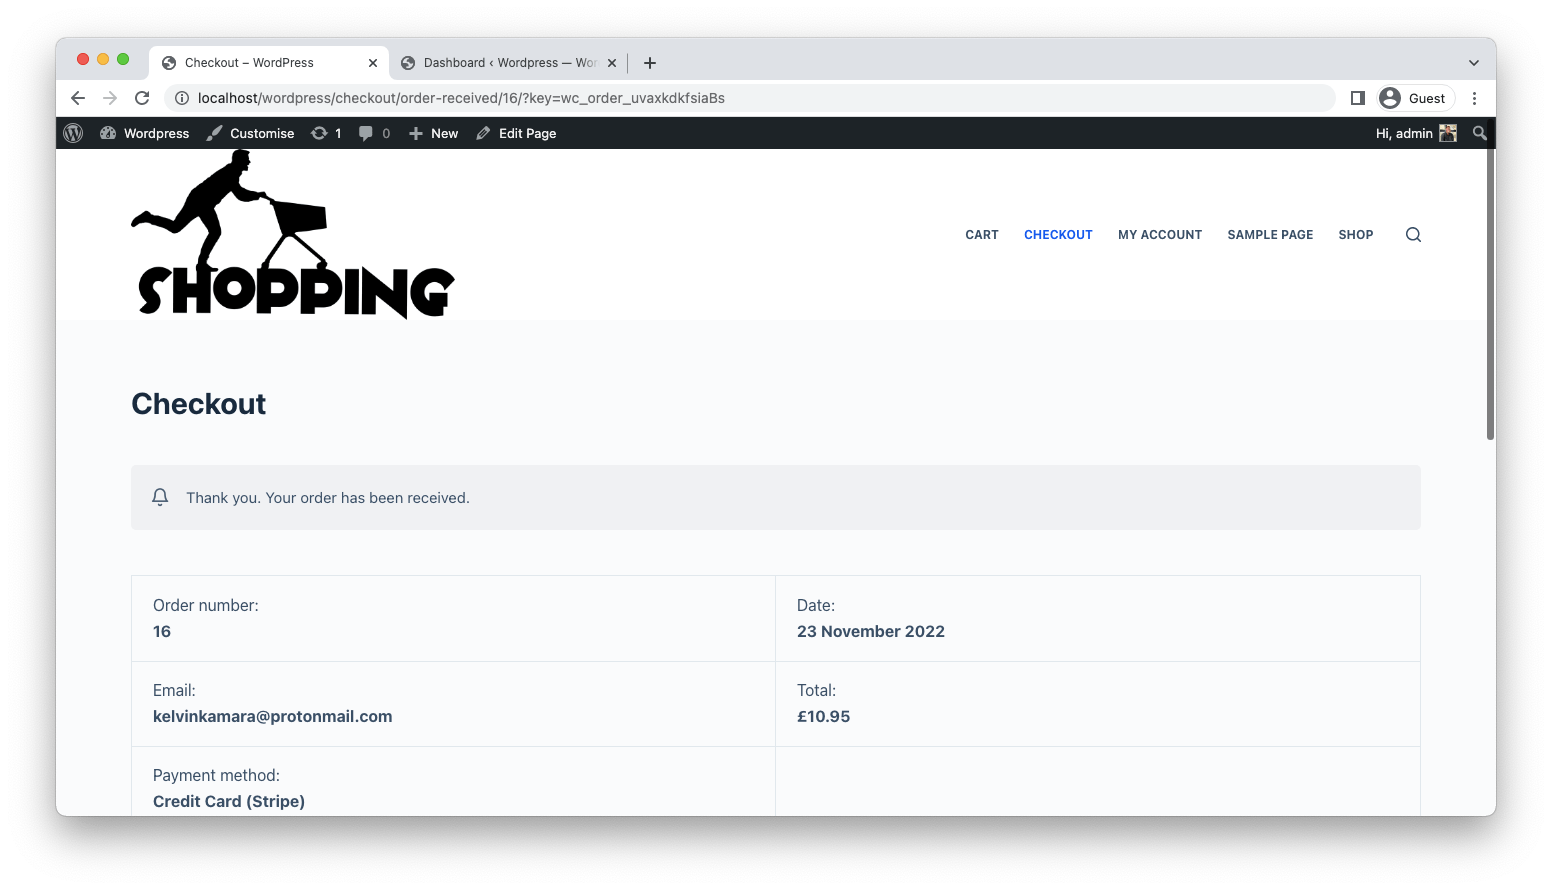 Checkout – WordPress
Dashboard ‹ Wordpress — Wor
localhost/wordpress/checkout/order-received/16/?key=wc_order_uvaxkdkfsiaBs
Guest
Wordpress Customise 1 0 New Edit Page Hi, admin
SHOPPING
CART CHECKOUT MY ACCOUNT SAMPLE PAGE SHOP
Checkout
Thank you. Your order has been received.
Order number:
16
Date:
23 November 2022
Email:
kelvinkamara@protonmail.com
Total:
£10.95
Payment method:
Credit Card (Stripe)